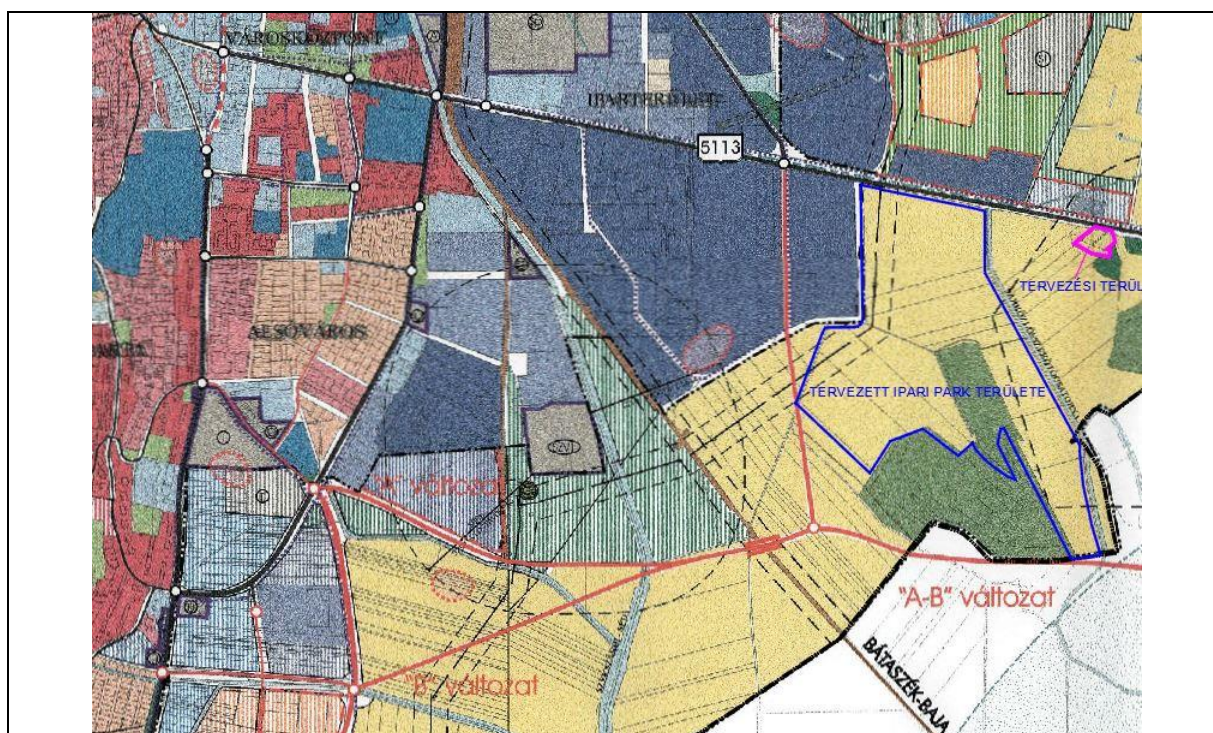 VÁROSKÖZPONT
IPARTERÜLET
5113
TERVEZÉSI TERÜL
ALSÓVÁROS
TERVEZETT IPARI PARK TERÜLETE
"A" változat
"A-B" változat
"B" változat
BÁTASZÉK-BAJA